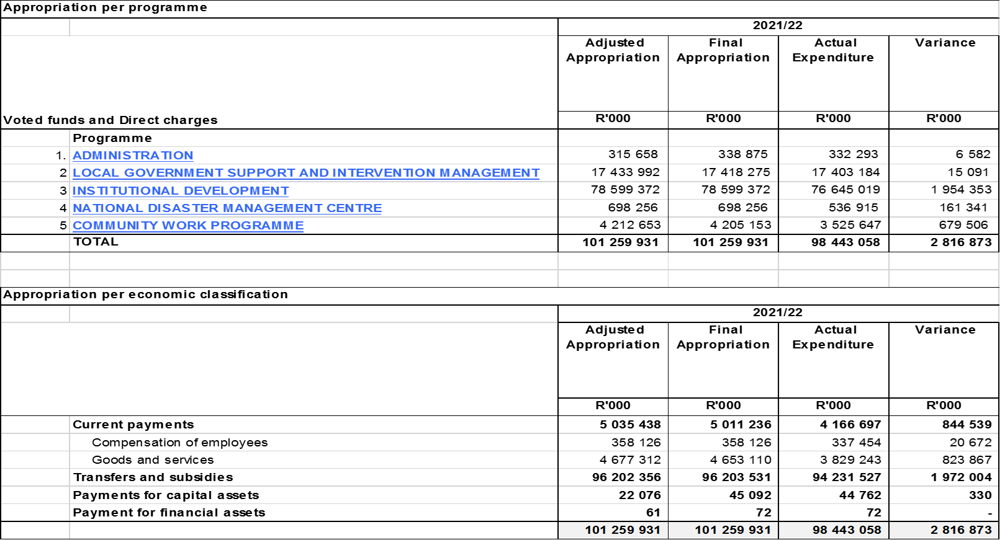 Appropriation per programme
2021/22
Adjusted Appropriation Final Appropriation Actual Expenditure Variance
Voted funds and Direct charges R'000 R'000 R'000 R'000
Programme
1. ADMINISTRATION 315 658 338 875 332 293 6 582
2 LOCAL GOVERNMENT SUPPORT AND INTERVENTION MANAGEMENT 17 433 992 17 418 275 17 403 184 15 091
3 INSTITUTIONAL DEVELOPMENT 78 599 372 78 599 372 76 645 019 1 954 353
4 NATIONAL DISASTER MANAGEMENT CENTRE 698 256 698 256 536 915 161 341
5 COMMUNITY WORK PROGRAMME 4 212 653 4 205 153 3 525 647 679 506
TOTAL 101 259 931 101 259 931 98 443 058 2 816 873
Appropriation per economic classification
2021/22
Adjusted Appropriation Final Appropriation Actual Expenditure Variance
R'000 R'000 R'000 R'000
Current payments 5 035 438 5 011 236 4 166 697 844 539
Compensation of employees 358 126 358 126 337 454 20 672
Goods and services 4 677 312 4 653 110 3 829 243 823 867
Transfers and subsidies 96 202 356 96 203 531 94 231 527 1 972 004
Payments for capital assets 22 076 45 092 44 762 330
Payment for financial assets 61 72 72 -
101 259 931 101 259 931 98 443 058 2 816 873